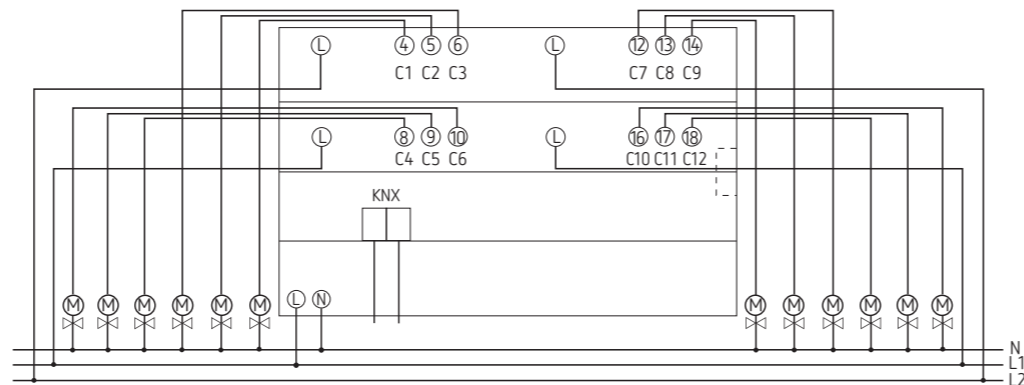 L 4 5 6 L 12 13 14
C1 C2 C3 C7 C8 C9
L 8 9 10 L 16 17 18
C4 C5 C6 C10 C11 C12
KNX
M M M M M M L N M M M M M M
N
L1
L2